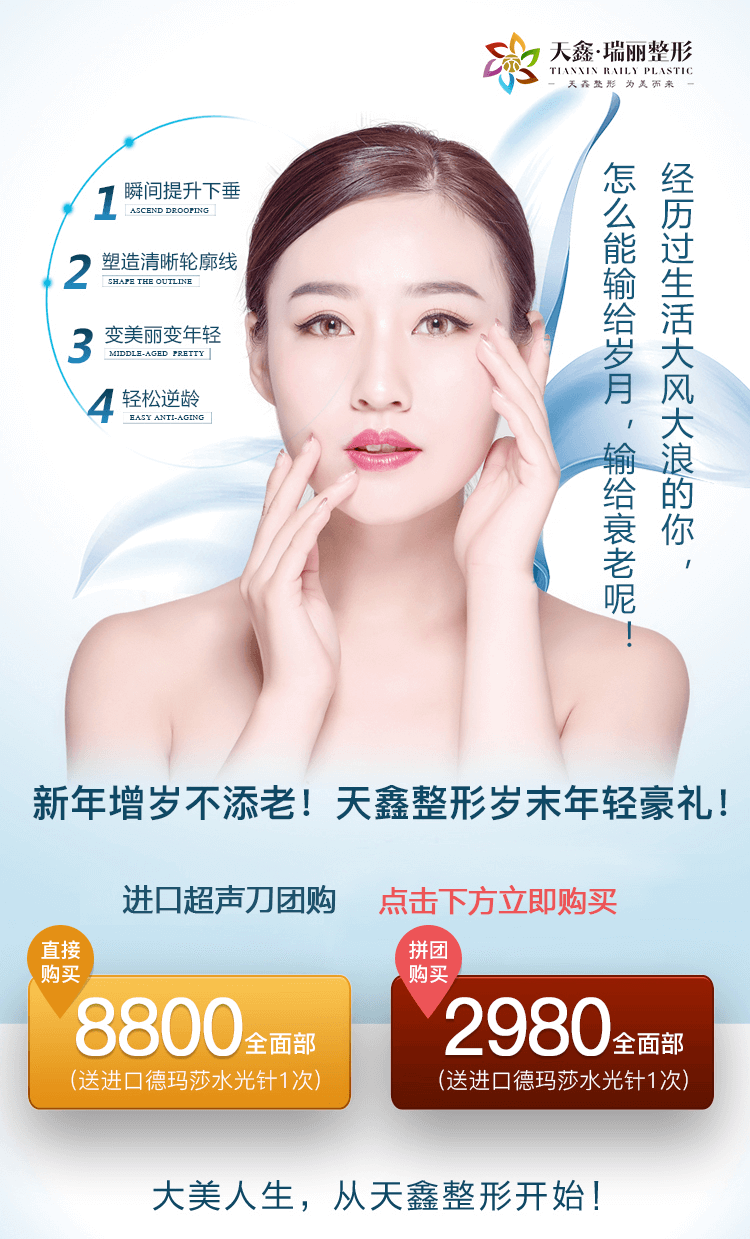 天鑫·瑞丽整形
TIANXIN RAILY PLASTIC
天鑫整形 为美而来
1 瞬间提升下垂
ASCEND DROOPING
2 塑造清晰轮廓线
SHAPE THE OUTLINE
3 变美丽变年轻
MIDDLE-AGED PRETTY
4 轻松逆龄
EASY ANTI-AGING
经历过生活大风大浪的你，
怎么能输给岁月，输给衰老呢！
新年增岁不添老！天鑫整形岁末年轻豪礼！
进口超声刀团购 点击下方立即购买
直接
购买
8800全面部
（送进口德玛莎水光针1次）
拼团
购买
2980全面部
（送进口德玛莎水光针1次）
大美人生，从天鑫整形开始！